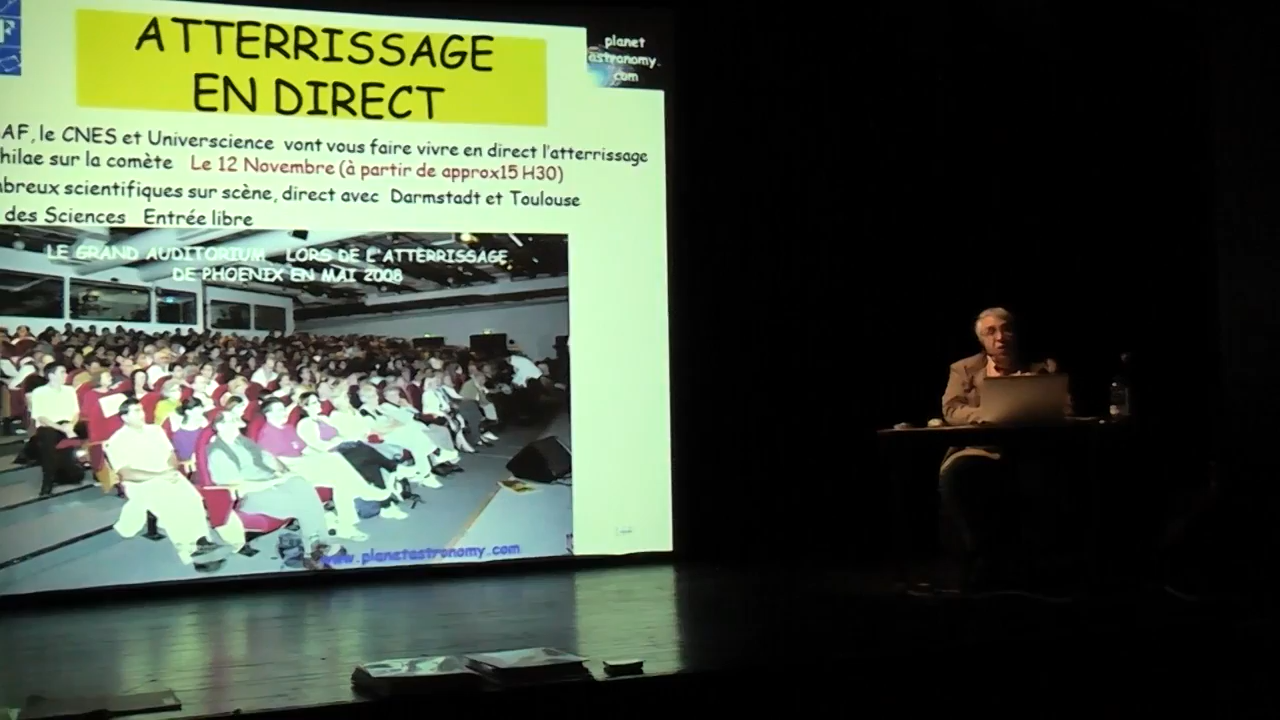 F
ATTERRISSAGE
EN DIRECT
planet
astronomy.
com
AF, le CNES et Universcience vont vous faire vivre en direct l'atterrissage
hilae sur la comète Le 12 Novembre (à partir de approx15 H30)
breux scientifiques sur scène, direct avec Darmstadt et Toulouse
des Sciences Entrée libre
LE GRAND AUDITORIUM LORS DE L'ATTERRISSAGE
DE PHOENIX EN MAI 2008
www.planetastronomy.com